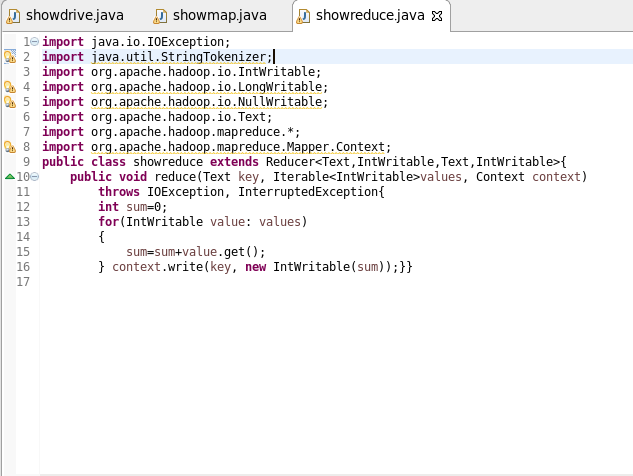 showdrive.java showmap.java showreduce.java
1 import java.io.IOException;
2 import java.util.StringTokenizer;
3 import org.apache.hadoop.io.IntWritable;
4 import org.apache.hadoop.io.LongWritable;
5 import org.apache.hadoop.io.NullWritable;
6 import org.apache.hadoop.io.Text;
7 import org.apache.hadoop.mapreduce.*;
8 import org.apache.hadoop.mapreduce.Mapper.Context;
9 public class showreduce extends Reducer<Text,IntWritable,Text,IntWritable>{
10 public void reduce(Text key, Iterable<IntWritable>values, Context context)
11 throws IOException, InterruptedException{
12 int sum=0;
13 for(IntWritable value: values)
14 {
15 sum=sum+value.get();
16 } context.write(key, new IntWritable(sum));}}
17